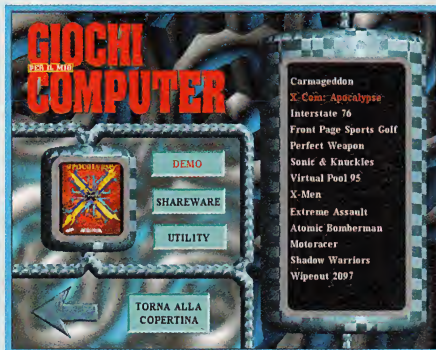 GIOCHI
PER IL MIO
COMPUTER
APOCALYPSE
DEMO
SHAREWARE
UTILITY
TORNA ALLA
COPERTINA
Carmageddon
X-Com: Apocalypse
Interstate 76
Front Page Sports Golf
Perfect Weapon
Sonic & Knuckles
Virtual Pool 95
X-Men
Extreme Assault
Atomic Bomberman
Motoracer
Shadow Warriors
Wipeout 2097